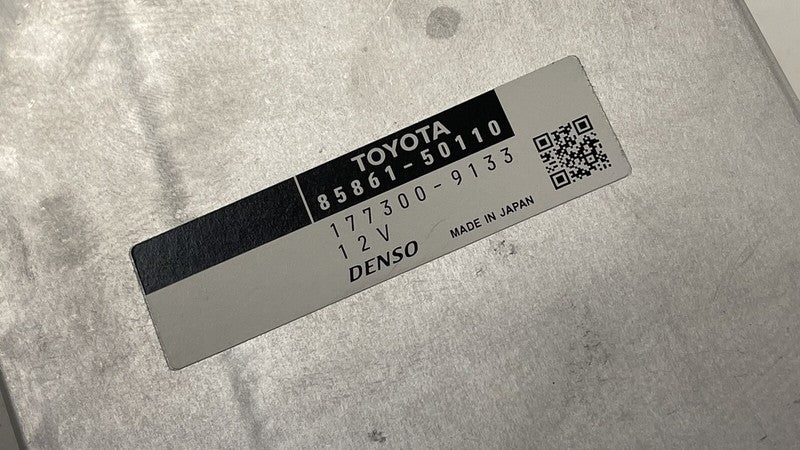 TOYOTA
85861-50110
177300-9133
12V
DENSO MADE IN JAPAN